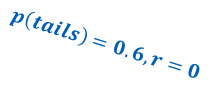 p(tails) = 0.6, r = 0